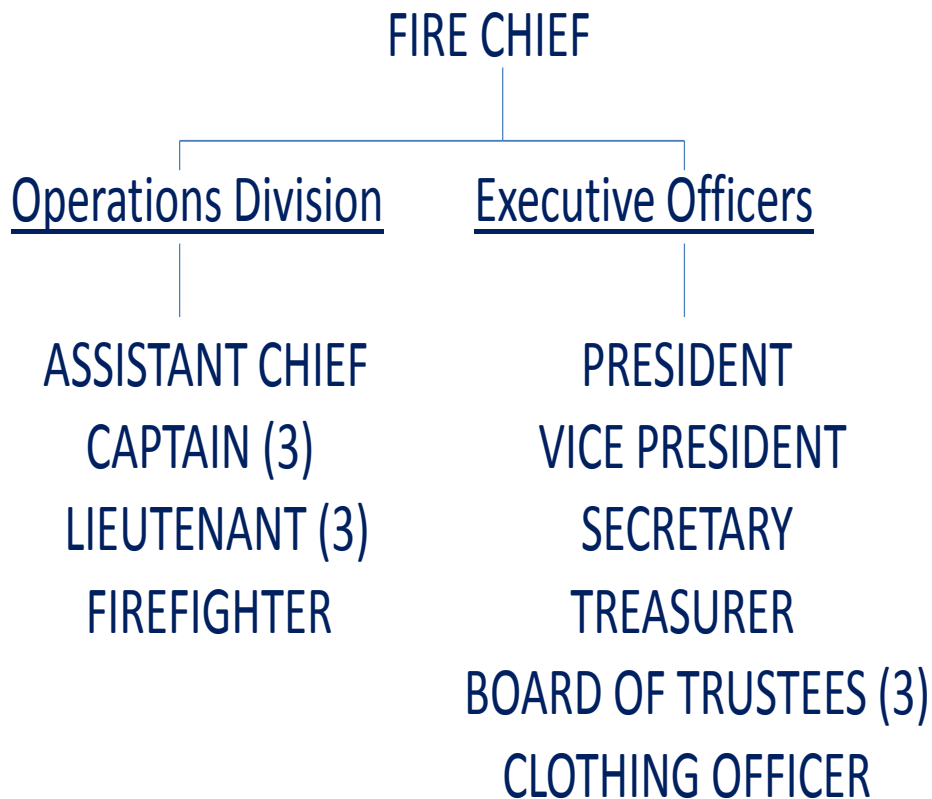 FIRE CHIEF
Operations Division
ASSISTANT CHIEF
CAPTAIN (3)
LIEUTENANT (3)
FIREFIGHTER
Executive Officers
PRESIDENT
VICE PRESIDENT
SECRETARY
TREASURER
BOARD OF TRUSTEES (3)
CLOTHING OFFICER